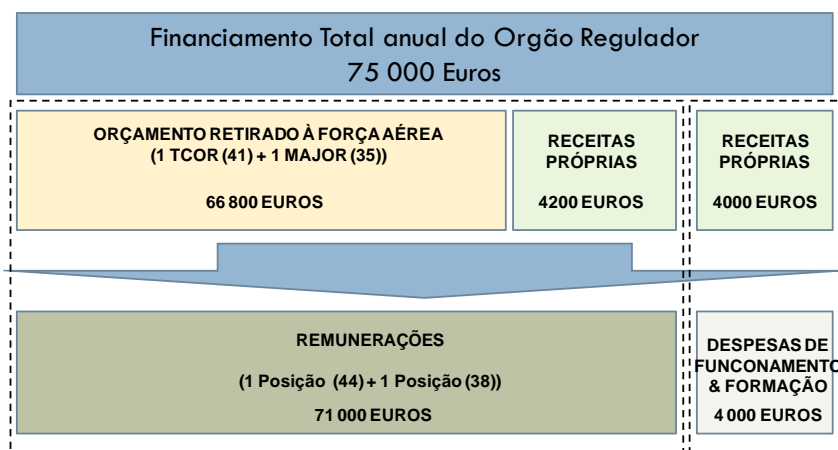 Financiamento Total anual do Orgão Regulador
75 000 Euros
ORÇAMENTO RETIRADO À FORÇA AÉREA
(1 TCOR (41) + 1 MAJOR (35))
66 800 EUROS
RECEITAS
PRÓPRIAS
4200 EUROS
RECEITAS
PRÓPRIAS
4000 EUROS
REMUNERAÇÕES
(1 Posição (44) + 1 Posição (38))
71 000 EUROS
DESPESAS DE
FUNCONAMENTO
& FORMAÇÃO
4 000 EUROS